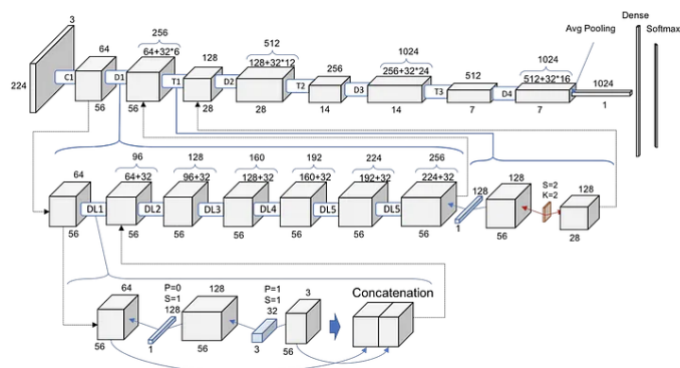 Dense
Softmax
Avg Pooling
3
224
C1
64
56
D1
256
64+32*6
56
T1
128
28
D2
512
128+32*12
28
T2
256
14
D3
1024
256+32*24
14
T3
512
7
D4
1024
512+32*16
7
1024
1
64
56
DL1
96
64+32
56
DL2
128
96+32
56
DL3
160
128+32
56
DL4
192
160+32
56
DL5
224
192+32
56
DL5
256
224+32
56
128
1
128
56
S=2
K=2
128
28
64
56
P=0
S=1
128
1
128
56
P=1
S=1
32
3
3
56
Concatenation